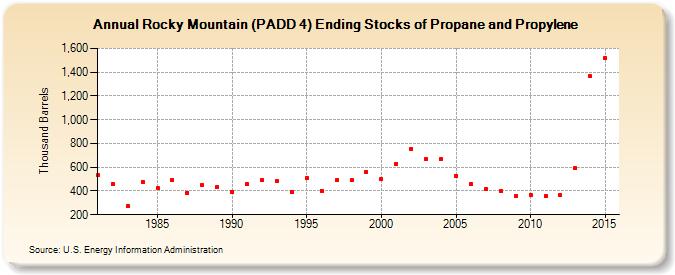 Annual Rocky Mountain (PADD 4) Ending Stocks of Propane and Propylene
Thousand Barrels
1,600
1,400
1,200
1,000
800
600
400
200
1985 1990 1995 2000 2005 2010 2015
Source: U.S. Energy Information Administration